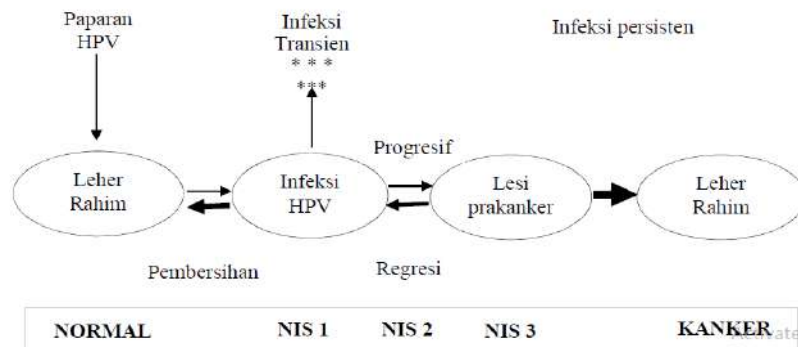 Paparan
HPV
Infeksi
Transien
* * *
***
Infeksi persisten
Progresif
Leher
Rahim
Infeksi
HPV
Lesi
prakanker
Leher
Rahim
Pembersihan
Regresi
NORMAL NIS 1 NIS 2 NIS 3 KANKER